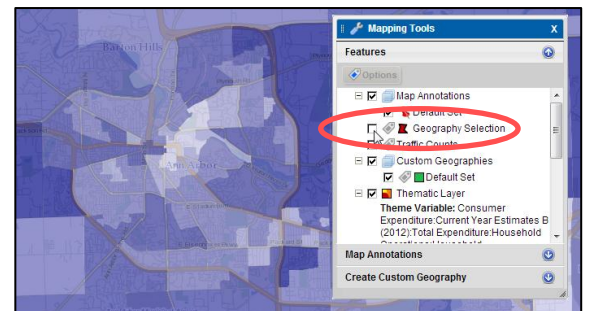 Mapping Tools X
Barton Hills
Features
Options
Map Annotations
Default Set
Geography Selection
Traffic Counts
Custom Geographies
Default Set
Thematic Layer
Theme Variable: Consumer
Expenditure:Current Year Estimates B
(2012):Total Expenditure:Household
Ann Arbor
Map Annotations
Create Custom Geography